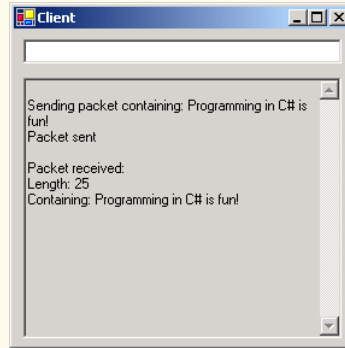 Client
Sending packet containing: Programming in C# is
fun!
Packet sent
Packet received:
Length: 25
Containing: Programming in C# is fun!